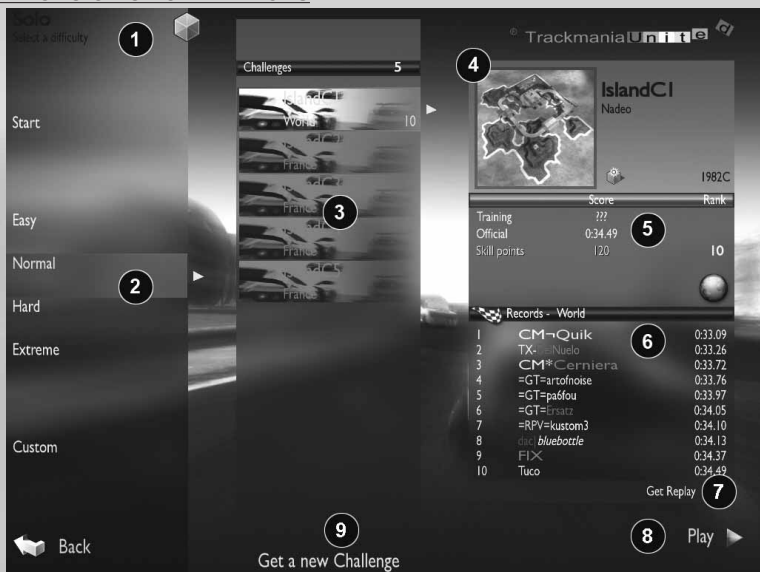 Solo
Select a difficulty
1
Start
Easy
Normal
2
Hard
Extreme
Custom
Back
Challenges 5
IslandC1
World 10
France
3
France
France
IslandC5
France
9
Get a new Challenge
Trackmania Unite
4
IslandC1
Nadeo
1982C
Score Rank
Training ???
Official 0:34.49
5
Skill points 120 10
Records - World
6
1 CM¬Quik 0:33.09
2 TX- Nuelo 0:33.26
3 CM*Cerniera 0:33.72
4 =GT=artofnoise 0:33.76
5 =GT=pa6fou 0:33.97
6 =GT=Ersatz 0:34.05
7 =RPV=kustom3 0:34.10
8 dac|bluebottle 0:34.13
9 FIX 0:34.37
10 Tuco 0:34.49
Get Replay 7
8 Play